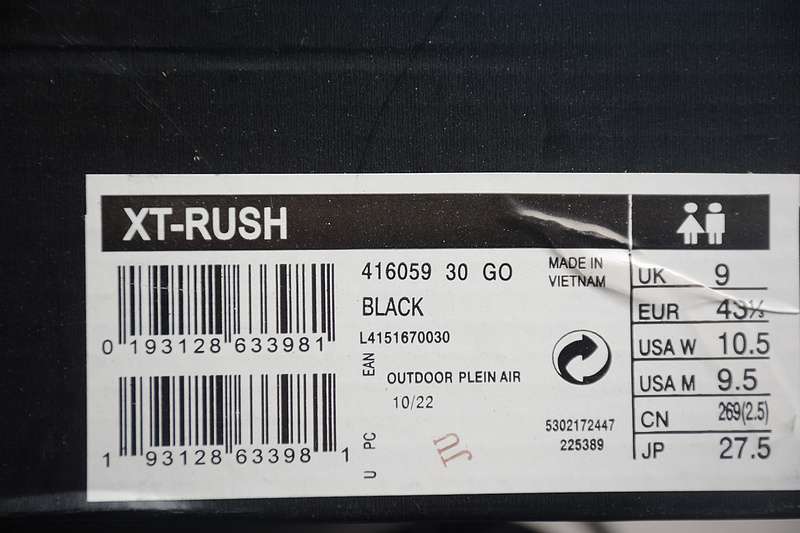 XT-RUSH
0 193128 633981
1 93128 63398 1
416059 30 GO
BLACK
L4151670030
EAN
OUTDOOR PLEIN AIR
10/22
U PC
JU
MADE IN
VIETNAM
5302172447
225389
UK 9
EUR 43⅓
USA W 10.5
USA M 9.5
CN 269(2.5)
JP 27.5